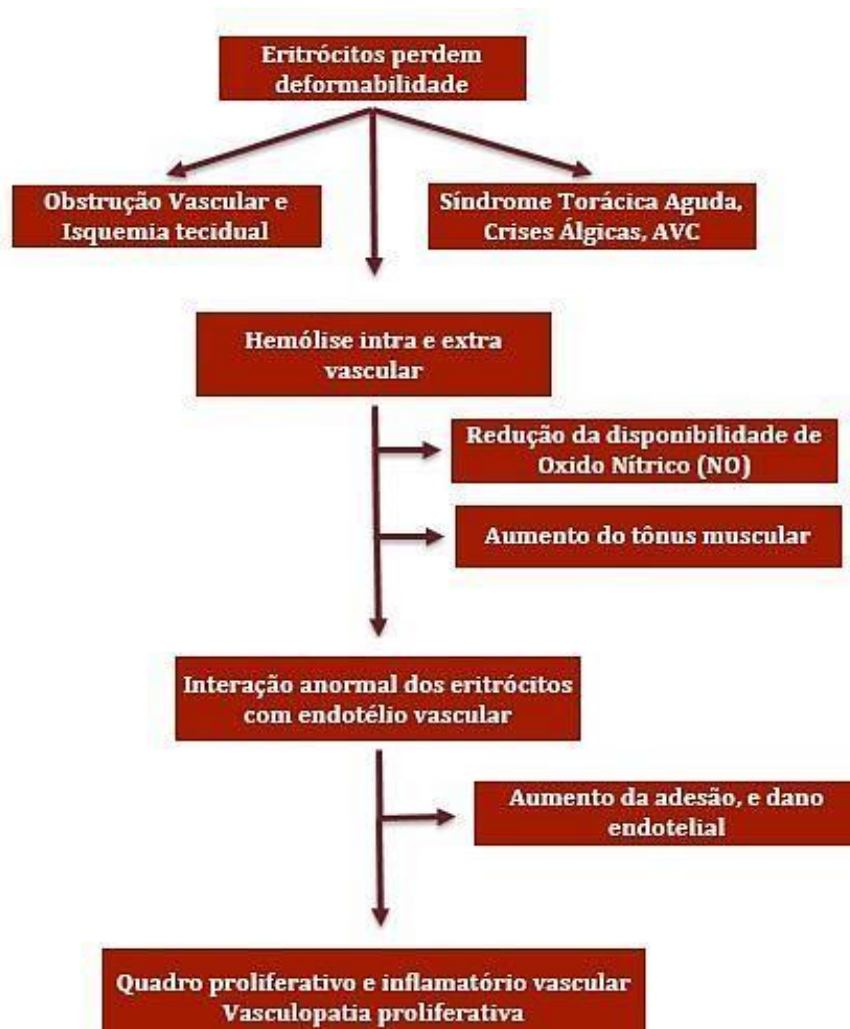 Eritrócitos perdem
deformabilidade
Obstrução Vascular e
Isquemia tecidual
Síndrome Torácica Aguda,
Crises Álgicas, AVC
Hemólise intra e extra
vascular
Redução da disponibilidade de
Oxido Nítrico (NO)
Aumento do tônus muscular
Interação anormal dos eritrócitos
com endotélio vascular
Aumento da adesão, e dano
endotelial
Quadro proliferativo e inflamatório vascular
Vasculopatia proliferativa